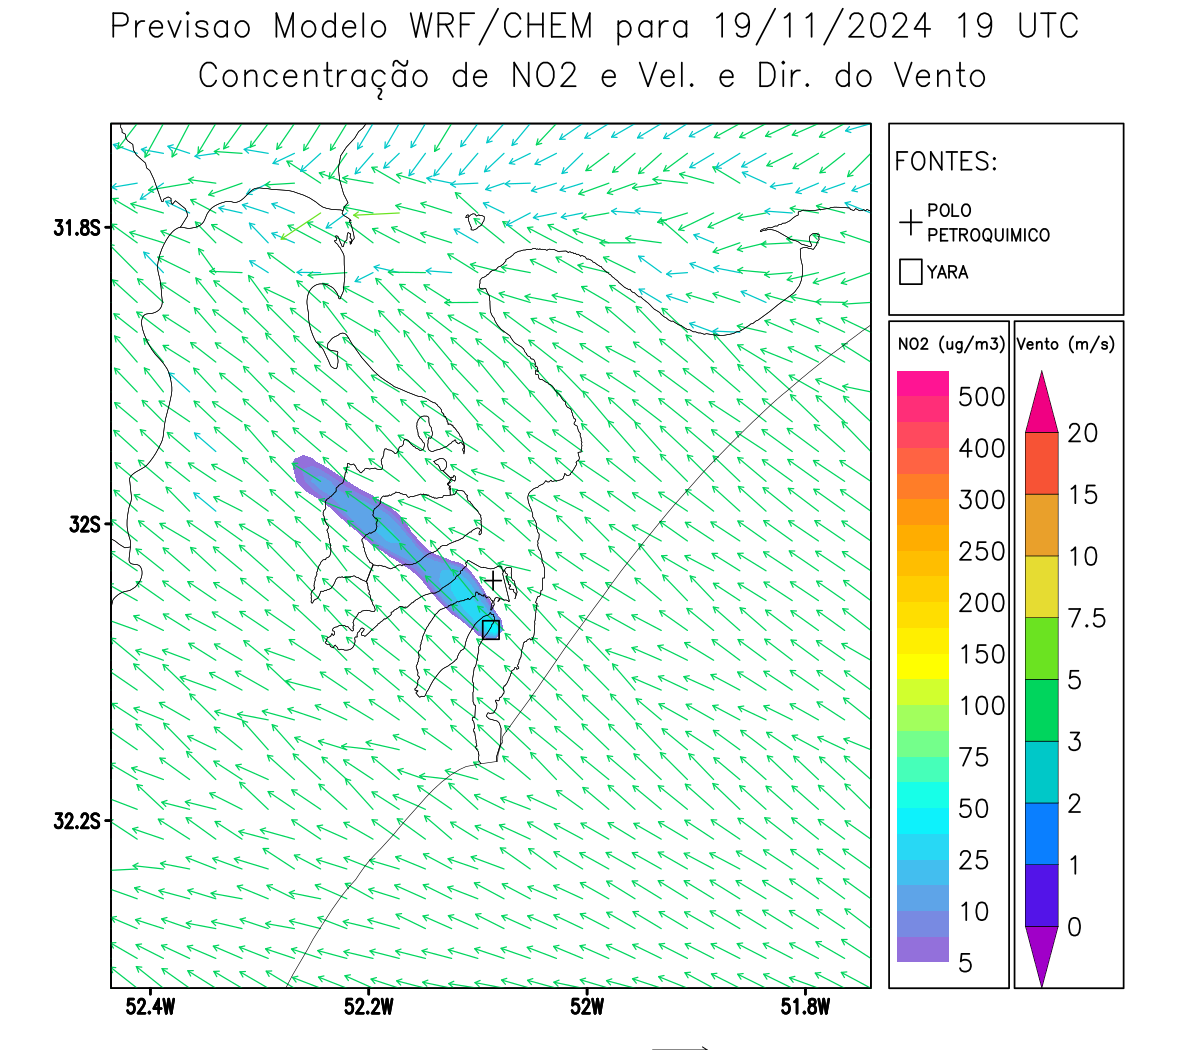 Previsao Modelo WRF/CHEM para 19/11/2024 19 UTC
Concentração de NO2 e Vel. e Dir. do Vento
FONTES:
POLO
PETROQUIMICO
YARA
31.8S
32S
32.2S
52.4W
52.2W
52W
51.8W
NO2 (ug/m3)
500
400
300
250
200
150
100
75
50
25
10
5
Vento (m/s)
20
15
10
7.5
5
3
2
1
0